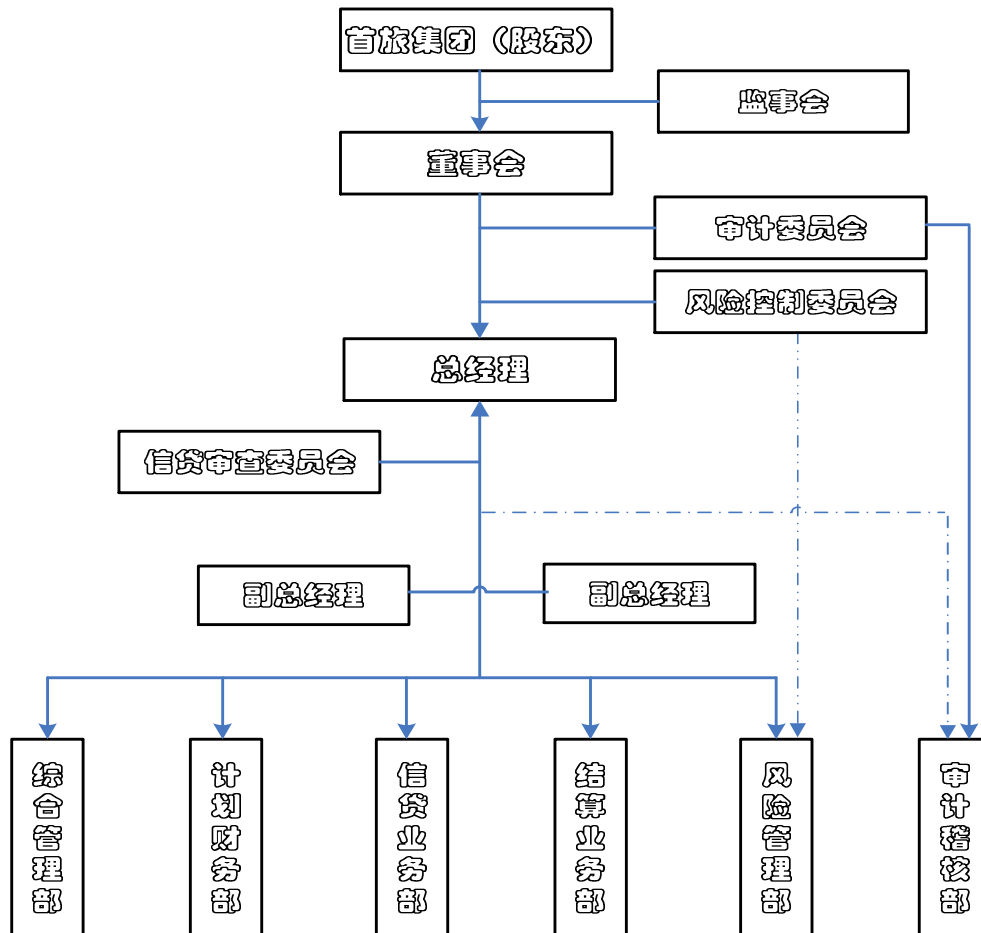 首旅集团（股东）
监事会
董事会
审计委员会
风险控制委员会
总经理
信贷审查委员会
副总经理
副总经理
综合管理部
计划财务部
信贷业务部
结算业务部
风险管理部
审计稽核部